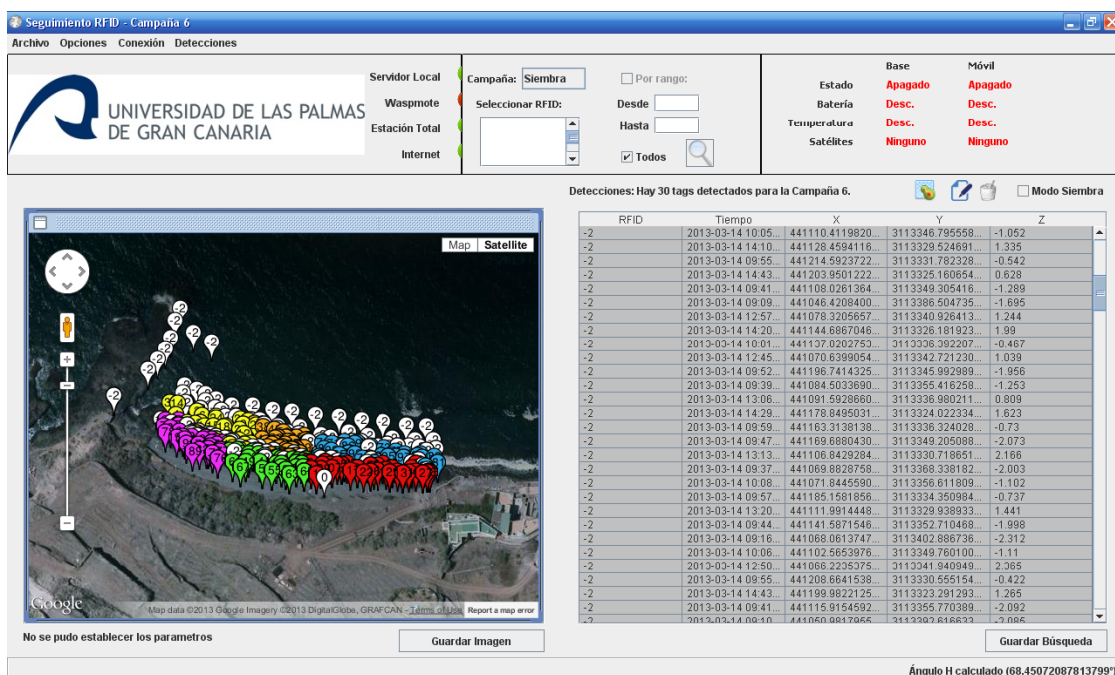 Seguimiento RFID - Campaña 6
Archivo Opciones Conexión Detecciones
UNIVERSIDAD DE LAS PALMAS
DE GRAN CANARIA
Servidor Local
Waspmote
Estación Total
Internet
Campaña: Siembra
Seleccionar RFID:
Por rango:
Desde
Hasta
Todos
Base Móvil
Estado Apagado Apagado
Batería Desc. Desc.
Temperatura Desc. Desc.
Satélites Ninguno Ninguno
Detecciones: Hay 30 tags detectados para la Campaña 6.
Modo Siembra
Map Satellite
Google
Map data ©2013 Google Imagery ©2013 DigitalGlobe, GRAFCAN - Terms of Use Report a map error
RFID Tiempo X Y Z
-2 2013-03-14 10:05... 441110.4119820... 3113346.795558... -1.052
-2 2013-03-14 14:10... 441128.4594116... 3113329.524691... 1.335
-2 2013-03-14 09:55... 441214.5923722... 3113331.782328... -0.542
-2 2013-03-14 14:43... 441203.9501222... 3113325.160654... 0.628
-2 2013-03-14 09:41... 441108.0261364... 3113349.305416... -1.289
-2 2013-03-14 09:09... 441046.4208400... 3113386.504735... -1.695
-2 2013-03-14 12:57... 441078.3205657... 3113340.926413... 1.244
-2 2013-03-14 14:20... 441144.6867046... 3113326.181923... 1.99
-2 2013-03-14 10:01... 441137.0202753... 3113336.392207... -0.467
-2 2013-03-14 12:45... 441070.6399054... 3113342.721230... 1.039
-2 2013-03-14 09:52... 441196.7414325... 3113345.992989... -1.956
-2 2013-03-14 09:39... 441084.5033690... 3113355.416258... -1.253
-2 2013-03-14 13:06... 441091.5928660... 3113336.980211... 0.809
-2 2013-03-14 14:29... 441178.8495031... 3113324.022334... 1.623
-2 2013-03-14 09:59... 441163.3138138... 3113336.324028... -0.73
-2 2013-03-14 09:47... 441169.6880430... 3113349.205088... -2.073
-2 2013-03-14 13:13... 441106.8429284... 3113330.718651... 2.166
-2 2013-03-14 09:37... 441069.8828758... 3113368.338182... -2.003
-2 2013-03-14 10:08... 441071.8445590... 3113356.611809... -1.102
-2 2013-03-14 09:57... 441185.1581856... 3113334.350984... -0.737
-2 2013-03-14 13:20... 441111.9914448... 3113329.938933... 1.441
-2 2013-03-14 09:44... 441141.5871546... 3113352.710468... -1.998
-2 2013-03-14 09:16... 441068.0613747... 3113402.886736... -2.312
-2 2013-03-14 10:06... 441102.5653976... 3113349.760100... -1.11
-2 2013-03-14 12:50... 441066.2235375... 3113341.940949... 2.365
-2 2013-03-14 09:55... 441208.6641538... 3113330.555154... -0.422
-2 2013-03-14 14:43... 441199.9822125... 3113323.291293... 1.265
-2 2013-03-14 09:41... 441115.9154592... 3113355.770389... -2.092
-2 2013-03-14 09:10... 441050.9817955... 3113392.616633... -2.085
No se pudo establecer los parametros
Guardar Imagen
Guardar Búsqueda
Ángulo H calculado (68.45072087813799°)